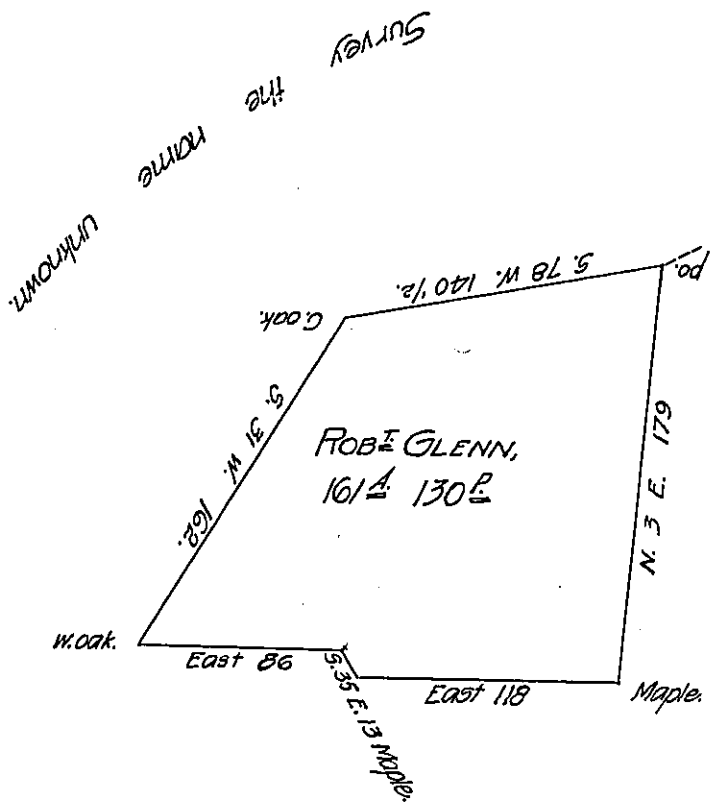 Survey the name unknown.
S. 78 W. 140 1/2.
po.
C.oak.
S. 31 W. 162.
ROBT GLENN,
161 A. 130 P.
N. 3 E. 179
W.oak.
East 86
S. 35 E. 13 Maple.
East 118
Maple.